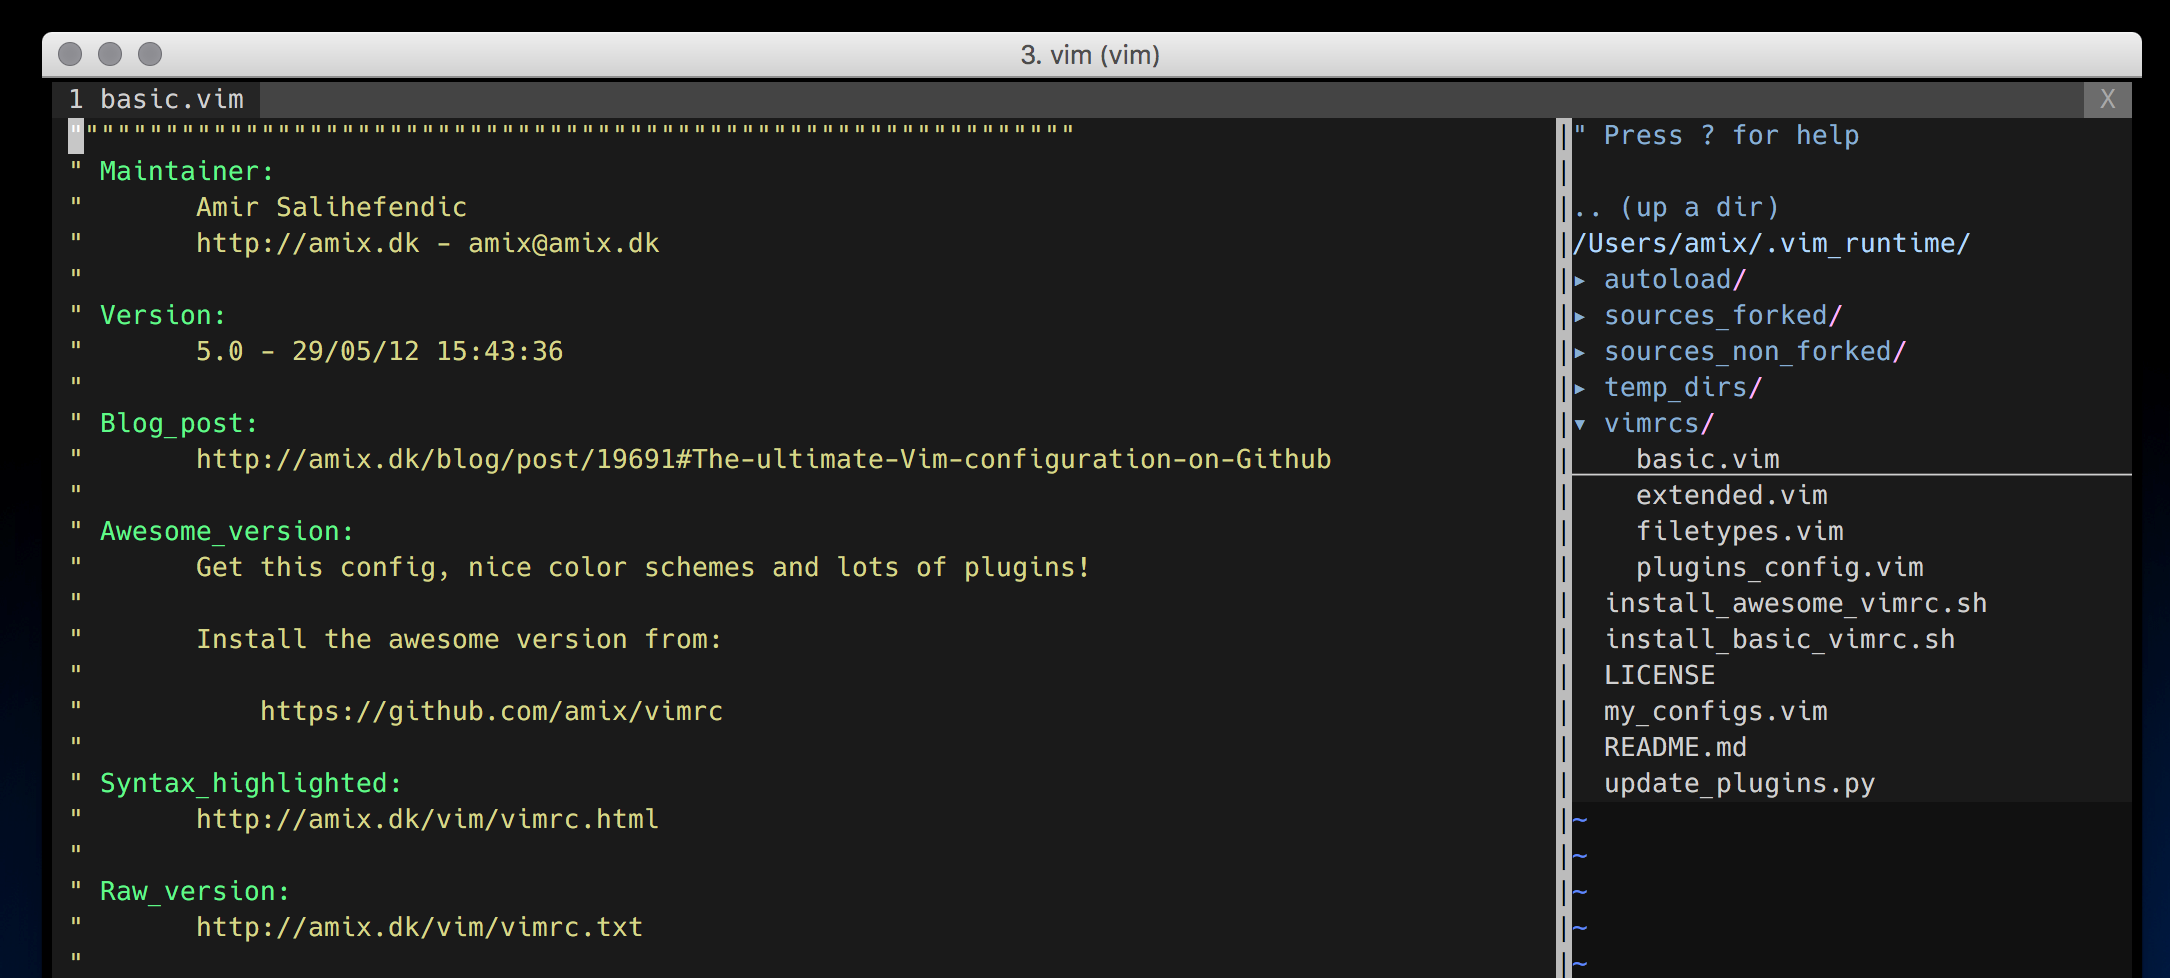 3. vim (vim)
1 basic.vim X
""""""""""""""""""""""""""""""""""""""""""""""""""""""""""""""<br>
" Maintainer:
"       Amir Salihefendic
"       http://amix.dk - amix@amix.dk
"
" Version:
"       5.0 - 29/05/12 15:43:36
"
" Blog_post:
"       http://amix.dk/blog/post/19691#The-ultimate-Vim-configuration-on-Github
"
" Awesome_version:
"       Get this config, nice color schemes and lots of plugins!
"
"       Install the awesome version from:
"
"           https://github.com/amix/vimrc
"
" Syntax_highlighted:
"       http://amix.dk/vim/vimrc.html
"
" Raw_version:
"       http://amix.dk/vim/vimrc.txt
"
" Press ? for help
.. (up a dir)
/Users/amix/.vim_runtime/
▸ autoload/
▸ sources_forked/
▸ sources_non_forked/
▸ temp_dirs/
▾ vimrcs/
    basic.vim
    extended.vim
    filetypes.vim
    plugins_config.vim
  install_awesome_vimrc.sh
  install_basic_vimrc.sh
  LICENSE
  my_configs.vim
  README.md
  update_plugins.py
~
~
~
~
~